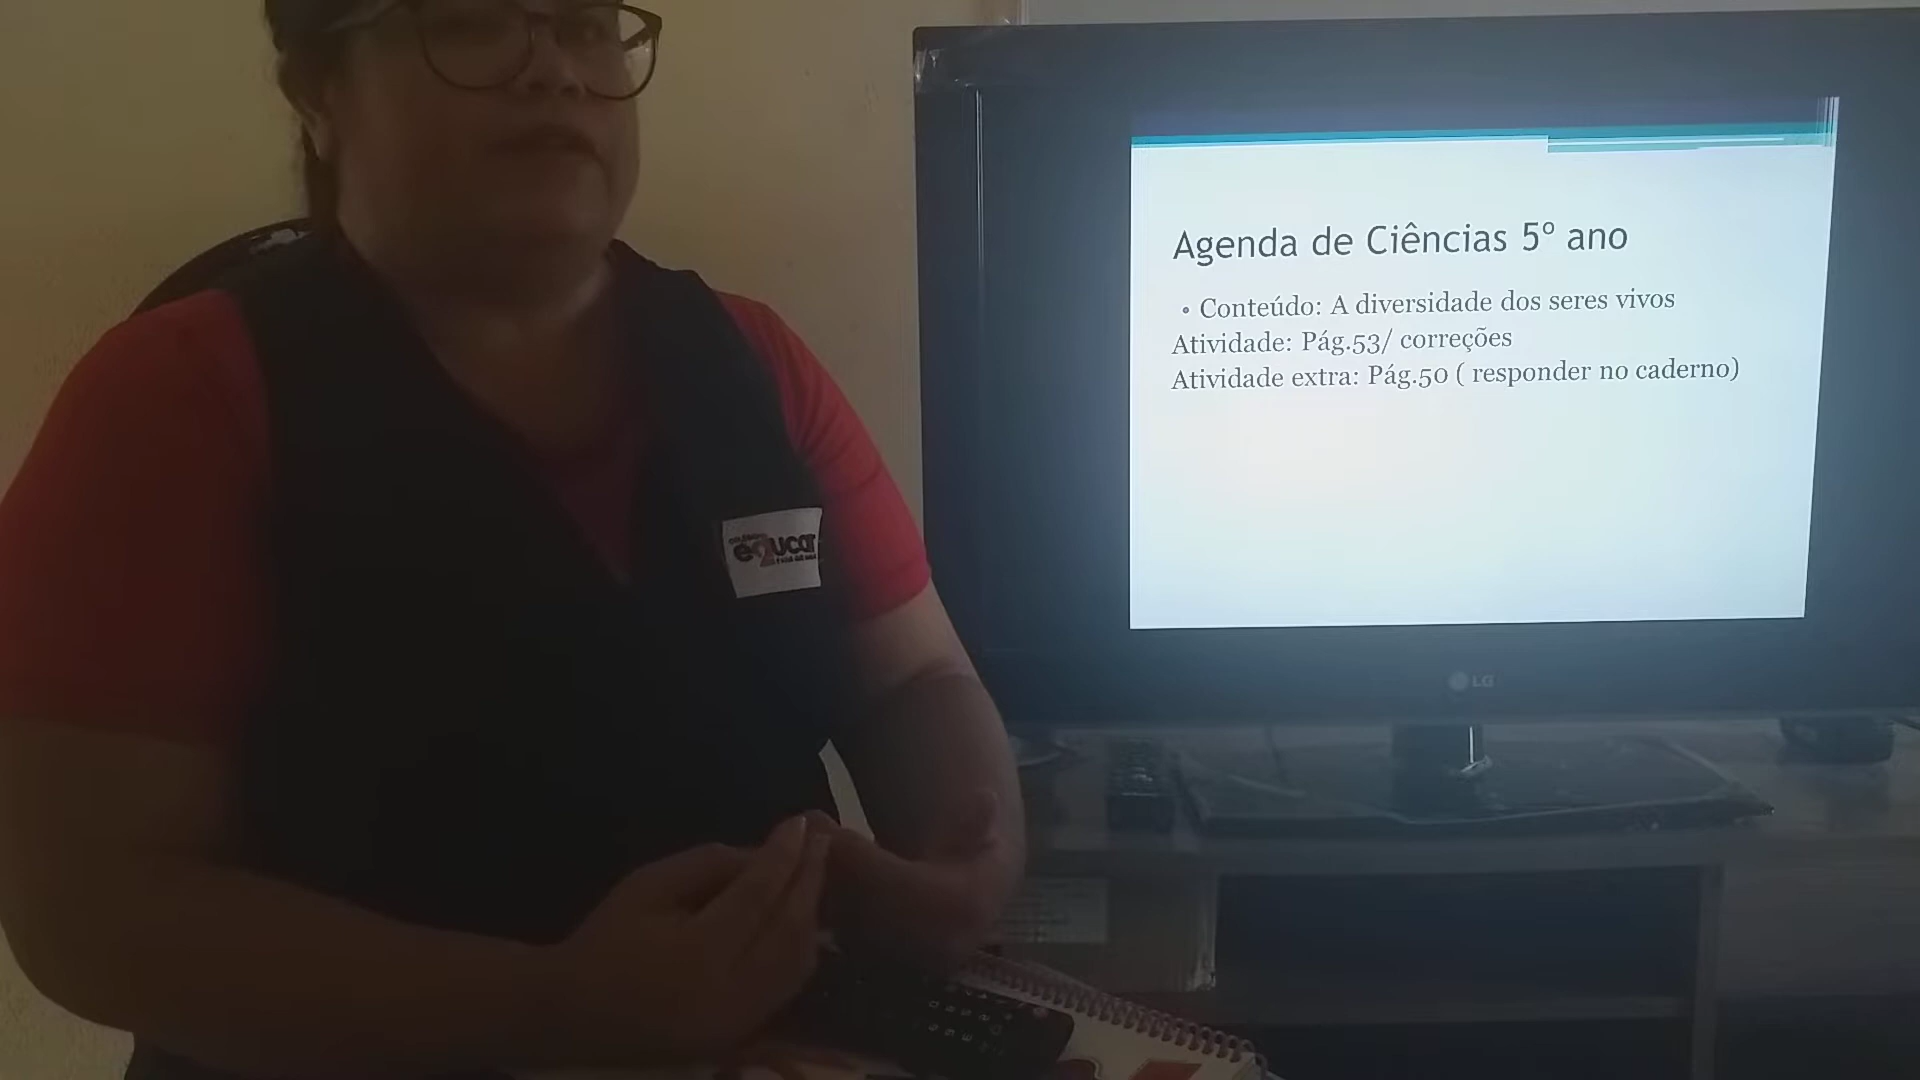 Agenda de Ciências 5º ano
• Conteúdo: A diversidade dos seres vivos
Atividade: Pág.53/ correções
Atividade extra: Pág.50 ( responder no caderno)
educar
LG